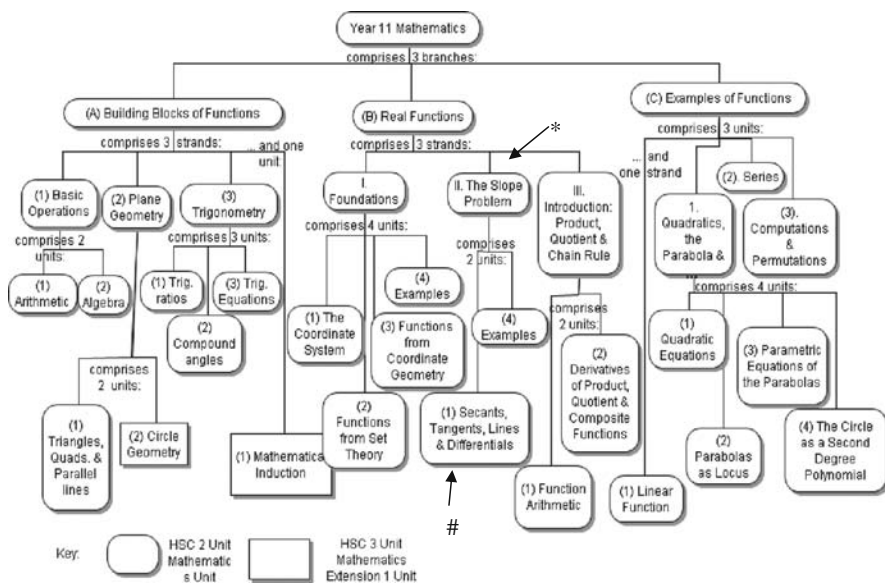 Year 11 Mathematics
comprises 3 branches:
(A) Building Blocks of Functions
(B) Real Functions
(C) Examples of Functions
*
comprises 3
strands:
... and one
unit:
comprises 3 strands:
comprises 3 units:
... and
one strand
(1) Basic
Operations
(2) Plane
Geometry
(3)
Trigonometry
I.
Foundations
II. The Slope
Problem
III.
Introduction:
Product,
Quotient &
Chain Rule
(2). Series
1.
Quadratics,
the
Parabola &
(3).
Computations
&
Permutations
comprises 2
units:
comprises 3 units:
comprises 4 units:
comprises
2 units:
comprises
2 units:
comprises 4 units:
(1)
Arithmetic
(2)
Algebra
(1) Trig.
ratios
(3) Trig.
Equations
(2)
Compound
angles
(1) The
Coordinate
System
(4)
Examples
(3) Functions
from
Coordinate
Geometry
(4)
Examples
(1)
Quadratic
Equations
(3) Parametric
Equations of
the Parabolas
comprises
2 units:
(1)
Triangles,
Quads. &
Parallel
lines
(2) Circle
Geometry
(1) Mathematical
Induction
(2)
Functions
from Set
Theory
(1) Secants,
Tangents, Lines
& Differentials
(2)
Derivatives
of Product,
Quotient &
Composite
Functions
(2)
Parabolas
as Locus
(4) The Circle
as a Second
Degree
Polynomial
(1) Function
Arithmetic
(1) Linear
Function
#
Key:
HSC 2 Unit
Mathematic
s Unit
HSC 3 Unit
Mathematics
Extension 1 Unit